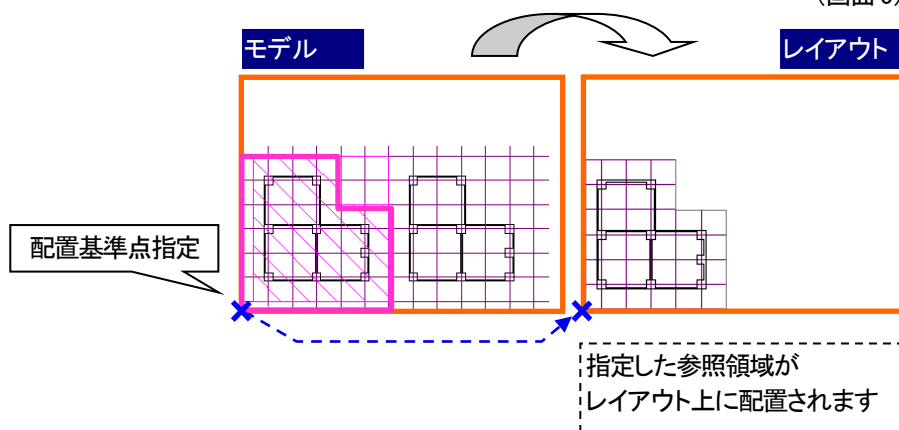 モデル
レイアウト
配置基準点指定
指定した参照領域が
レイアウト上に配置されます